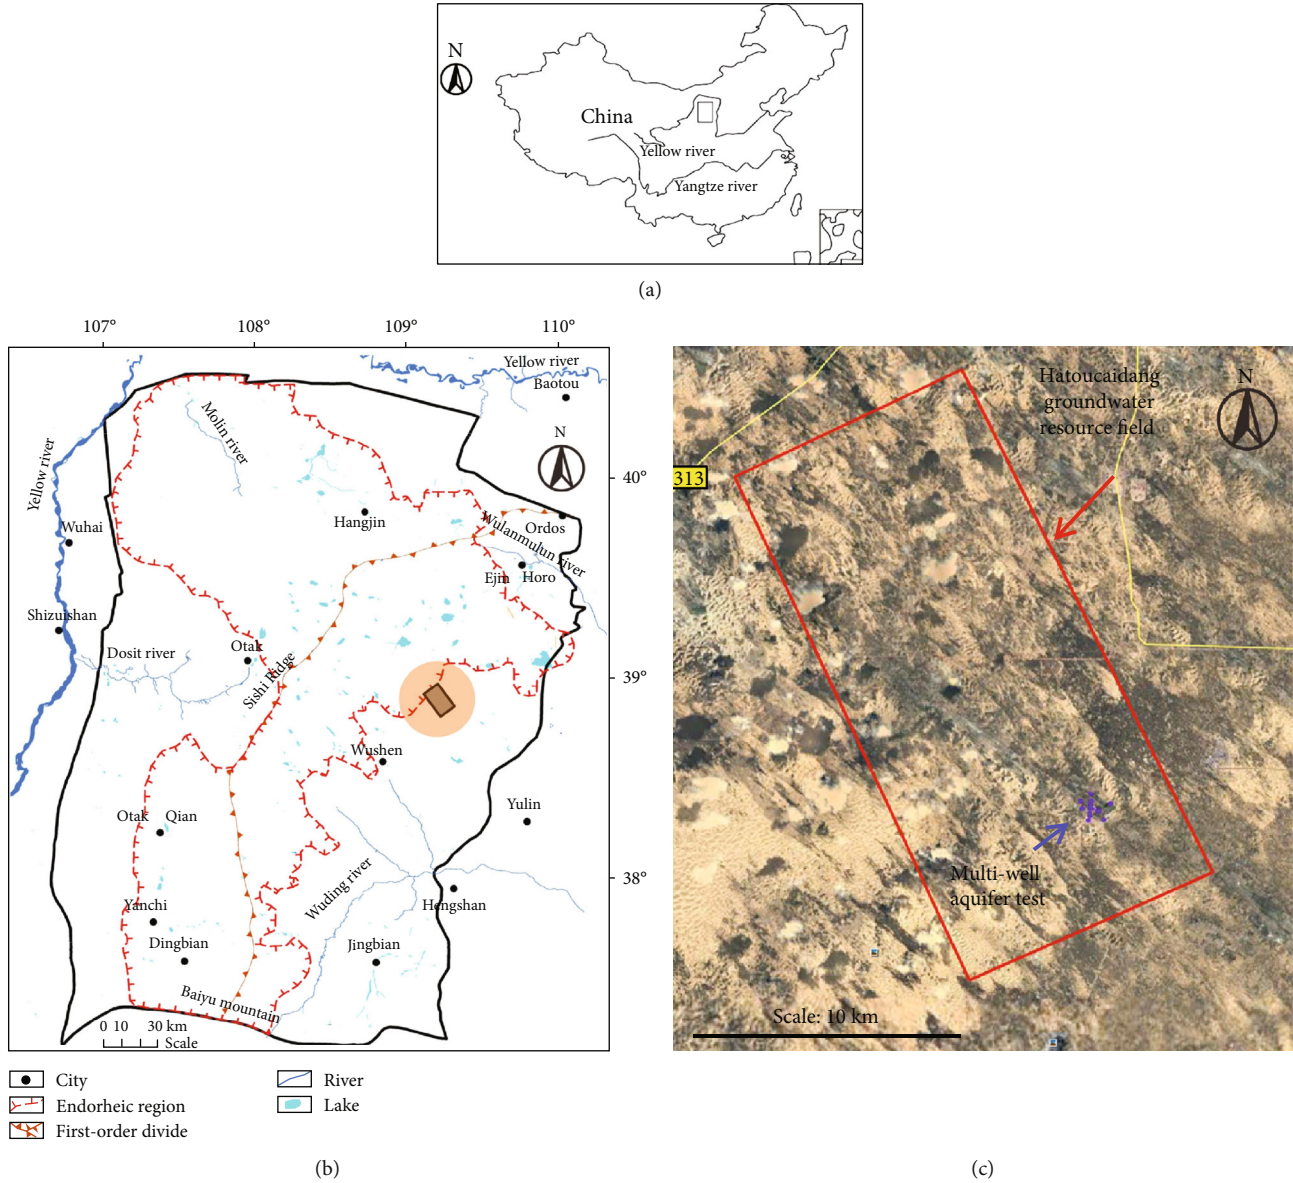 N
China
Yellow river
Yangtze river
(a)
107°
108°
109°
110°
Yellow river
Baotou
Molin river
N
Yellow river
40°
Hangjin
Wulanmulun river
Ordos
Wuhai
Ejin
Horo
Shizuishan
Otak
Dosit river
Sishi Ridge
39°
Wushen
Otak
Qian
Yulin
Wuding river
38°
Yanchi
Hengshan
Dingbian
Jingbian
Baiyu mountain
0 10 30 km
Scale
City
Endorheic region
First-order divide
River
Lake
(b)
Hatoucaidang
groundwater
resource field
N
313
Multi-well
aquifer test
Scale: 10 km
(c)